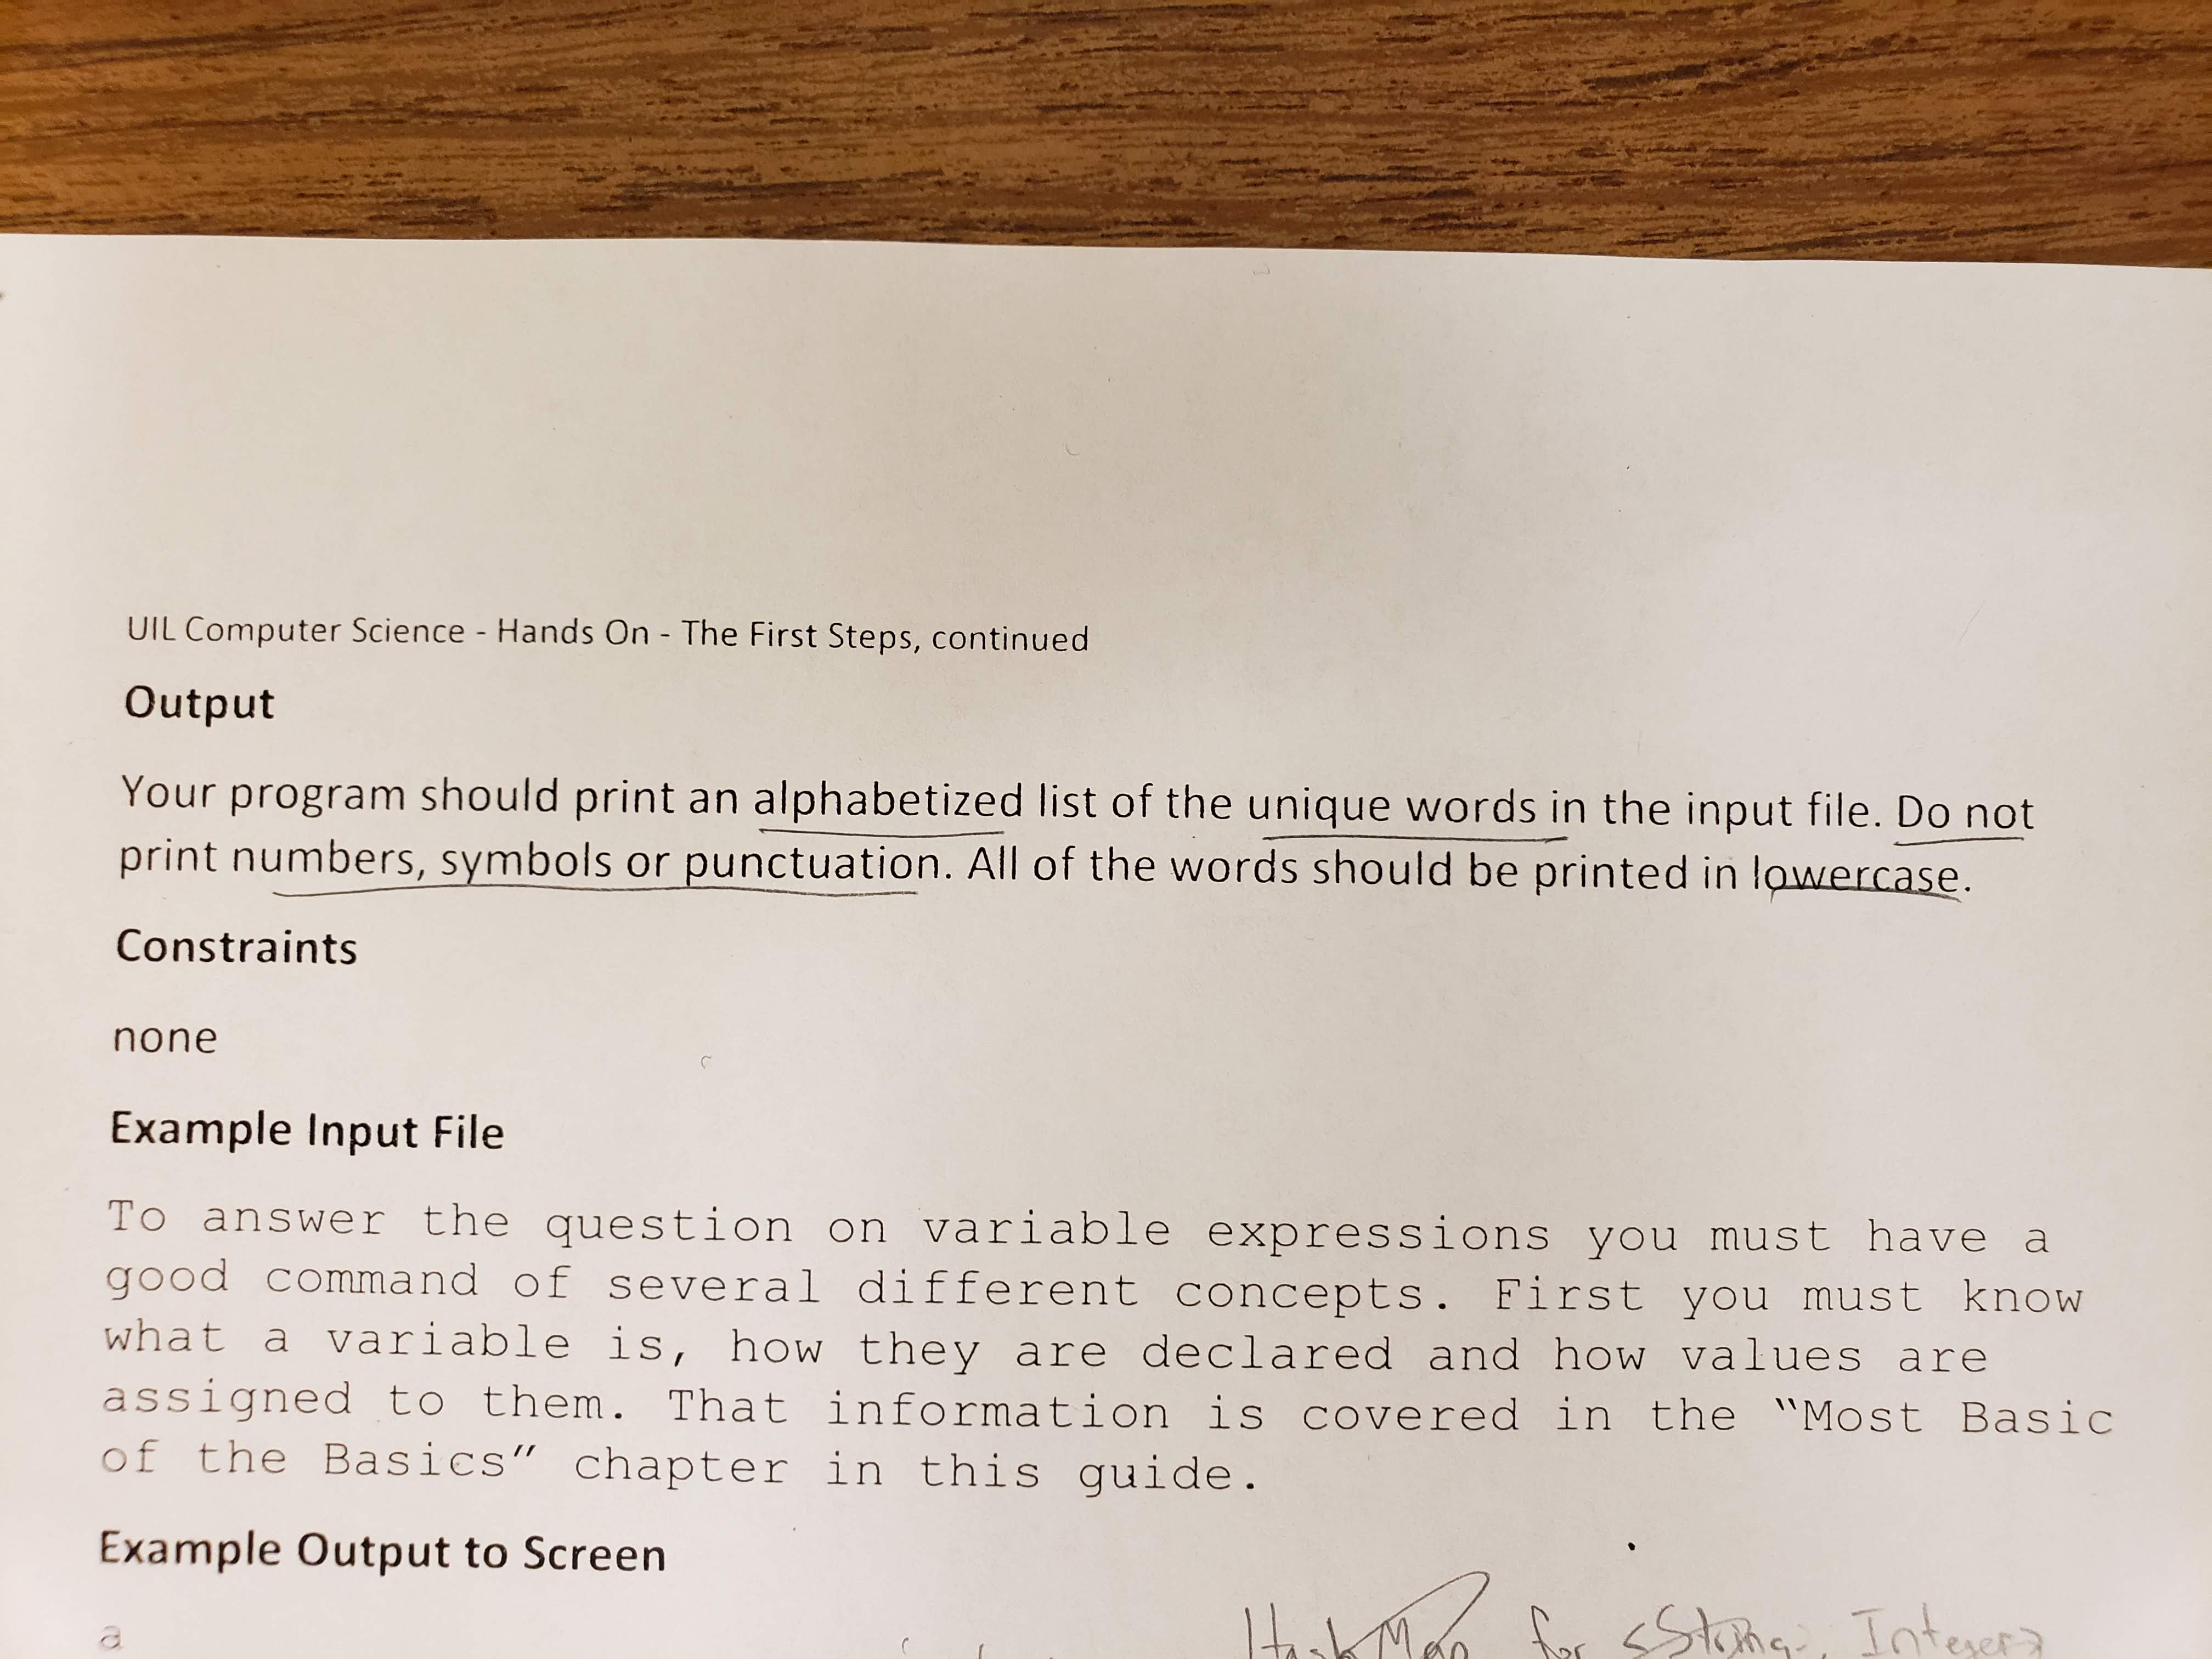 UIL Computer Science - Hands On - The First Steps, continued
Output
Your program should print an alphabetized list of the unique words in the input file. Do not
print numbers, symbols or punctuation. All of the words should be printed in lowercase.
Constraints
none
Example Input File
To answer the question on variable expressions you must have a
good command of several different concepts. First you must know
what a variable is, how they are declared and how values are
assigned to them. That information is covered in the “Most Basic
of the Basics” chapter in this guide.
Example Output to Screen
a
for